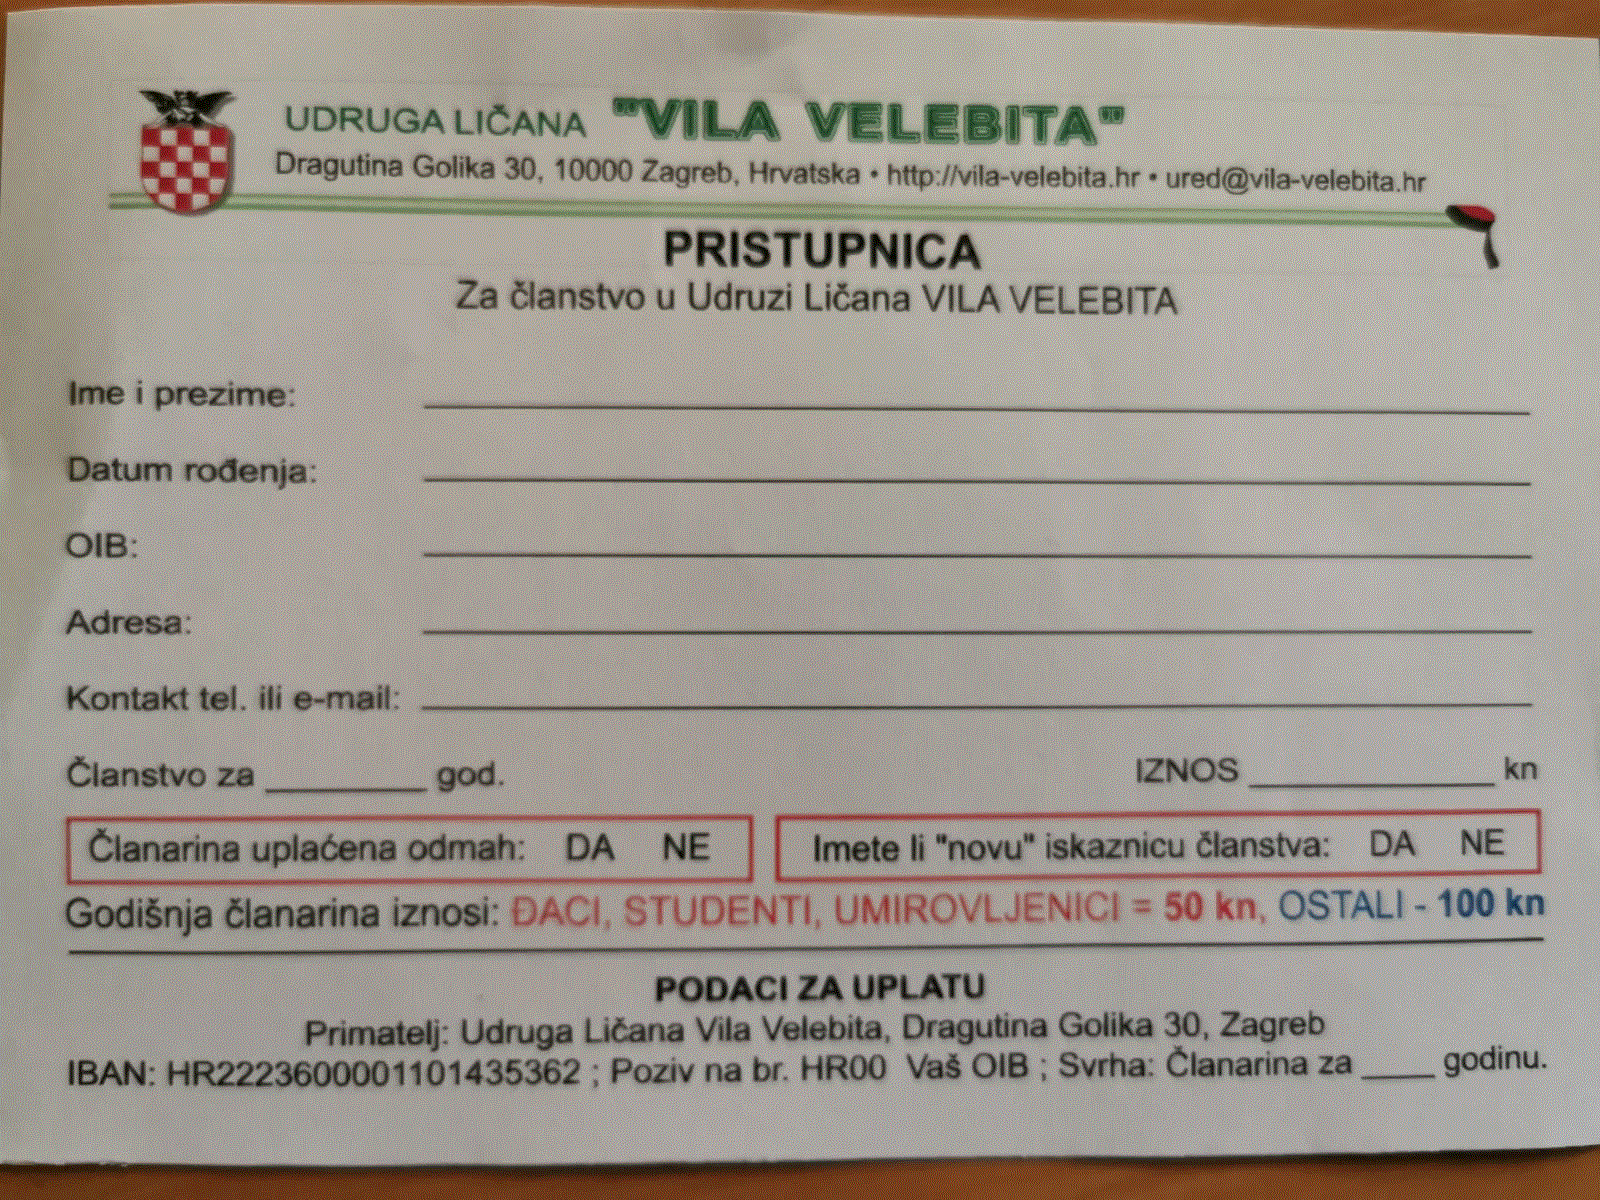 UDRUGA LIČANA "VILA VELEBITA"
Dragutina Golika 30, 10000 Zagreb, Hrvatska • http://vila-velebita.hr • ured@vila-velebita.hr
PRISTUPNICA
Za članstvo u Udruzi Ličana VILA VELEBITA
Ime i prezime:
Datum rođenja:
OIB:
Adresa:
Kontakt tel. ili e-mail:
Članstvo za ________ god. IZNOS ____________ kn
Članarina uplaćena odmah: DA NE Imete li "novu" iskaznicu članstva: DA NE
Godišnja članarina iznosi: ĐACI, STUDENTI, UMIROVLJENICI = 50 kn, OSTALI - 100 kn
PODACI ZA UPLATU
Primatelj: Udruga Ličana Vila Velebita, Dragutina Golika 30, Zagreb
IBAN: HR2223600001101435362 ; Poziv na br. HR00 Vaš OIB ; Svrha: Članarina za ____ godinu.